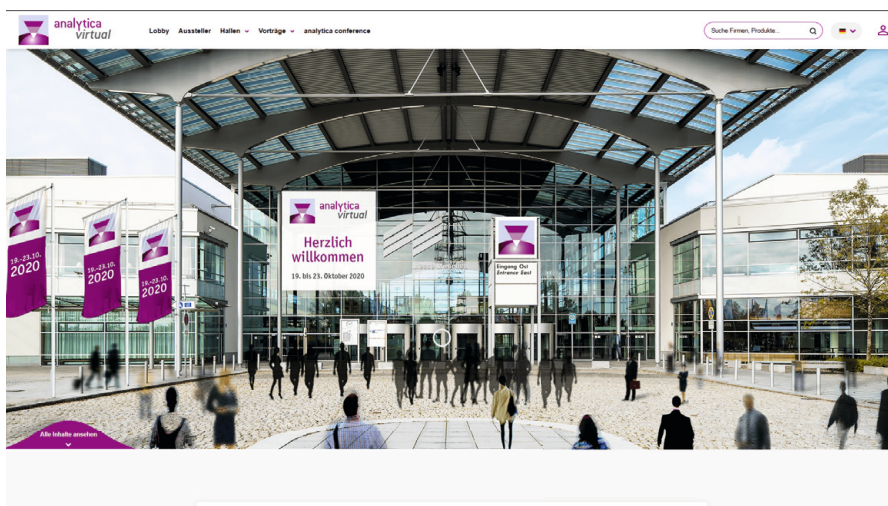 analytica
virtual
Lobby Aussteller Hallen Vorträge analytica conference
Suche Firmen, Produkte...
analytica
virtual
Herzlich
willkommen
19. bis 23. Oktober 2020
Eingang Ost
Entrance East
19.-23.10.
2020
19.-23.10.
2020
19.-23.10.
2020
Alle Inhalte ansehen